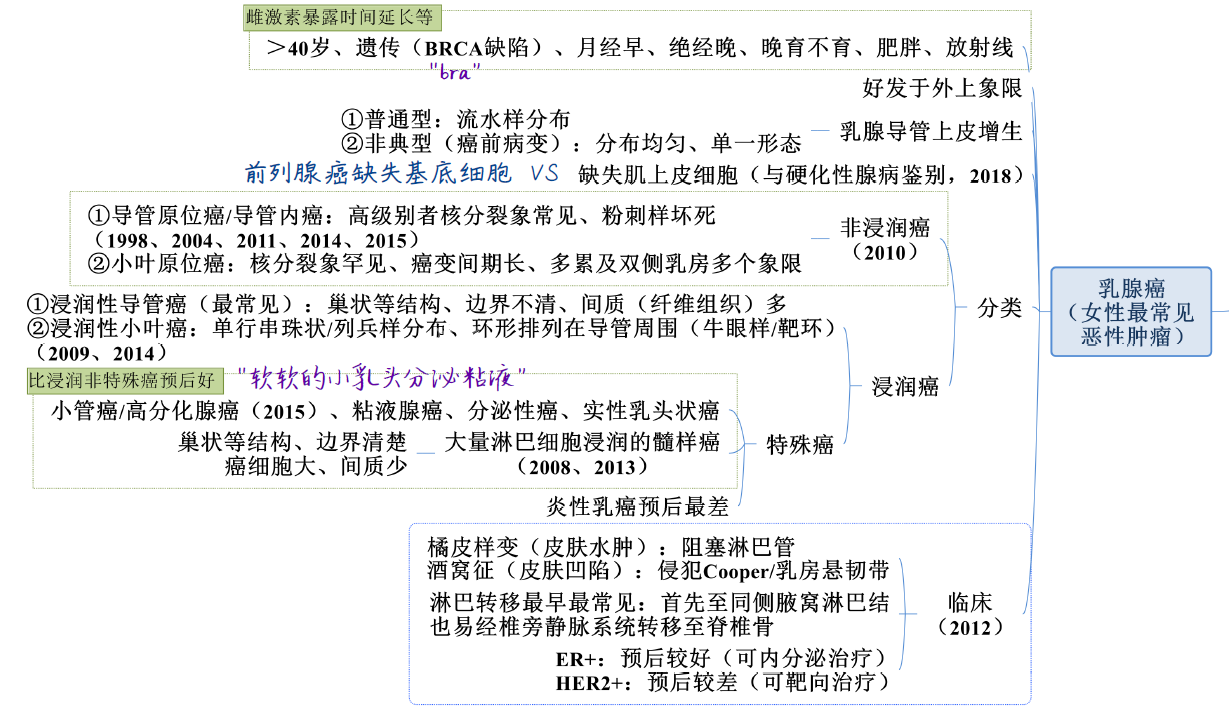 雌激素暴露时间延长等
＞40岁、遗传（BRCA缺陷）、月经早、绝经晚、晚育不育、肥胖、放射线
"bra"
好发于外上象限
①普通型：流水样分布
②非典型（癌前病变）：分布均匀、单一形态
乳腺导管上皮增生
前列腺癌缺失基底细胞 VS 缺失肌上皮细胞（与硬化性腺病鉴别，2018）
①导管原位癌/导管内癌：高级别者核分裂象常见、粉刺样坏死
（1998、2004、2011、2014、2015）
②小叶原位癌：核分裂象罕见、癌变间期长、多累及双侧乳房多个象限
非浸润癌
（2010）
①浸润性导管癌（最常见）：巢状等结构、边界不清、间质（纤维组织）多
②浸润性小叶癌：单行串珠状/列兵样分布、环形排列在导管周围（牛眼样/靶环）
（2009、2014）
分类
乳腺癌
（女性最常见
恶性肿瘤）
比浸润非特殊癌预后好
"软软的小乳头分泌粘液"
小管癌/高分化腺癌（2015）、粘液腺癌、分泌性癌、实性乳头状癌
巢状等结构、边界清楚
癌细胞大、间质少
大量淋巴细胞浸润的髓样癌
（2008、2013）
特殊癌
浸润癌
炎性乳癌预后最差
橘皮样变（皮肤水肿）：阻塞淋巴管
酒窝征（皮肤凹陷）：侵犯Cooper/乳房悬韧带
淋巴转移最早最常见：首先至同侧腋窝淋巴结
也易经椎旁静脉系统转移至脊椎骨
ER+：预后较好（可内分泌治疗）
HER2+：预后较差（可靶向治疗）
临床
（2012）